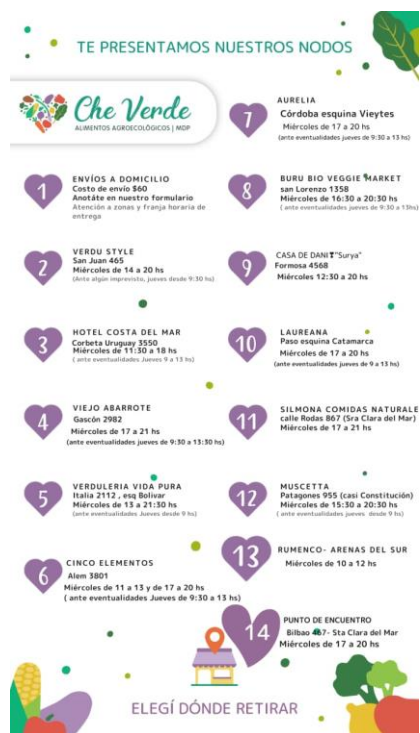 TE PRESENTAMOS NUESTROS NODOS
Che Verde
ALIMENTOS AGROECOLÓGICOS | MDP
1
ENVÍOS A DOMICILIO
Costo de envío $60
Anotáte en nuestro formulario
Atención a zonas y franja horaria de
entrega
2
VERDU STYLE
San Juan 465
Miércoles de 14 a 20 hs
(Ante algún imprevisto, jueves desde 9:30 hs)
3
HOTEL COSTA DEL MAR
Corbeta Uruguay 3550
Miércoles de 11:30 a 18 hs
( ante eventualidades Jueves 9 a 13 hs)
4
VIEJO ABARROTE
Gascón 2982
Miércoles de 17 a 21 hs
(ante eventualidades jueves de 9:30 a 13:30 hs)
5
VERDULERIA VIDA PURA
Italia 2112 , esq Bolivar
Miércoles de 13 a 21:30 hs
(ante eventualidades Jueves desde 9 hs)
6
CINCO ELEMENTOS
Alem 3801
Miércoles de 11 a 13 y de 17 a 20 hs
( ante eventualidades Jueves de 9:30 a 13 hs)
7
AURELIA
Córdoba esquina Vieytes
Miércoles de 17 a 20 hs
(ante eventualidades jueves de 9:30 a 13 hs)
8
BURU BIO VEGGIE MARKET
san Lorenzo 1358
Miércoles de 16:30 a 20:30 hs
( ante eventualidades jueves de 9:30 a 13hs)
9
CASA DE DANI❣"Surya"
Formosa 4568
Miércoles 12:30 a 20 hs
10
LAUREANA
Paso esquina Catamarca
Miércoles de 17 a 20 hs
(ante eventualidades jueves de 9 a 13 hs)
11
SILMONA COMIDAS NATURALE
calle Rodas 867 (Sra Clara del Mar)
Miércoles de 17 a 21 hs
12
MUSCETTA
Patagones 955 (casi Constitución)
Miércoles de 15:30 a 20:30 hs
( ante eventualidades jueves desde 9 hs)
13
RUMENCO- ARENAS DEL SUR
Miércoles de 10 a 12 hs
14
PUNTO DE ENCUENTRO
Bilbao 467- Sta Clara del Mar
Miércoles de 17 a 20 hs
ELEGÍ DÓNDE RETIRAR